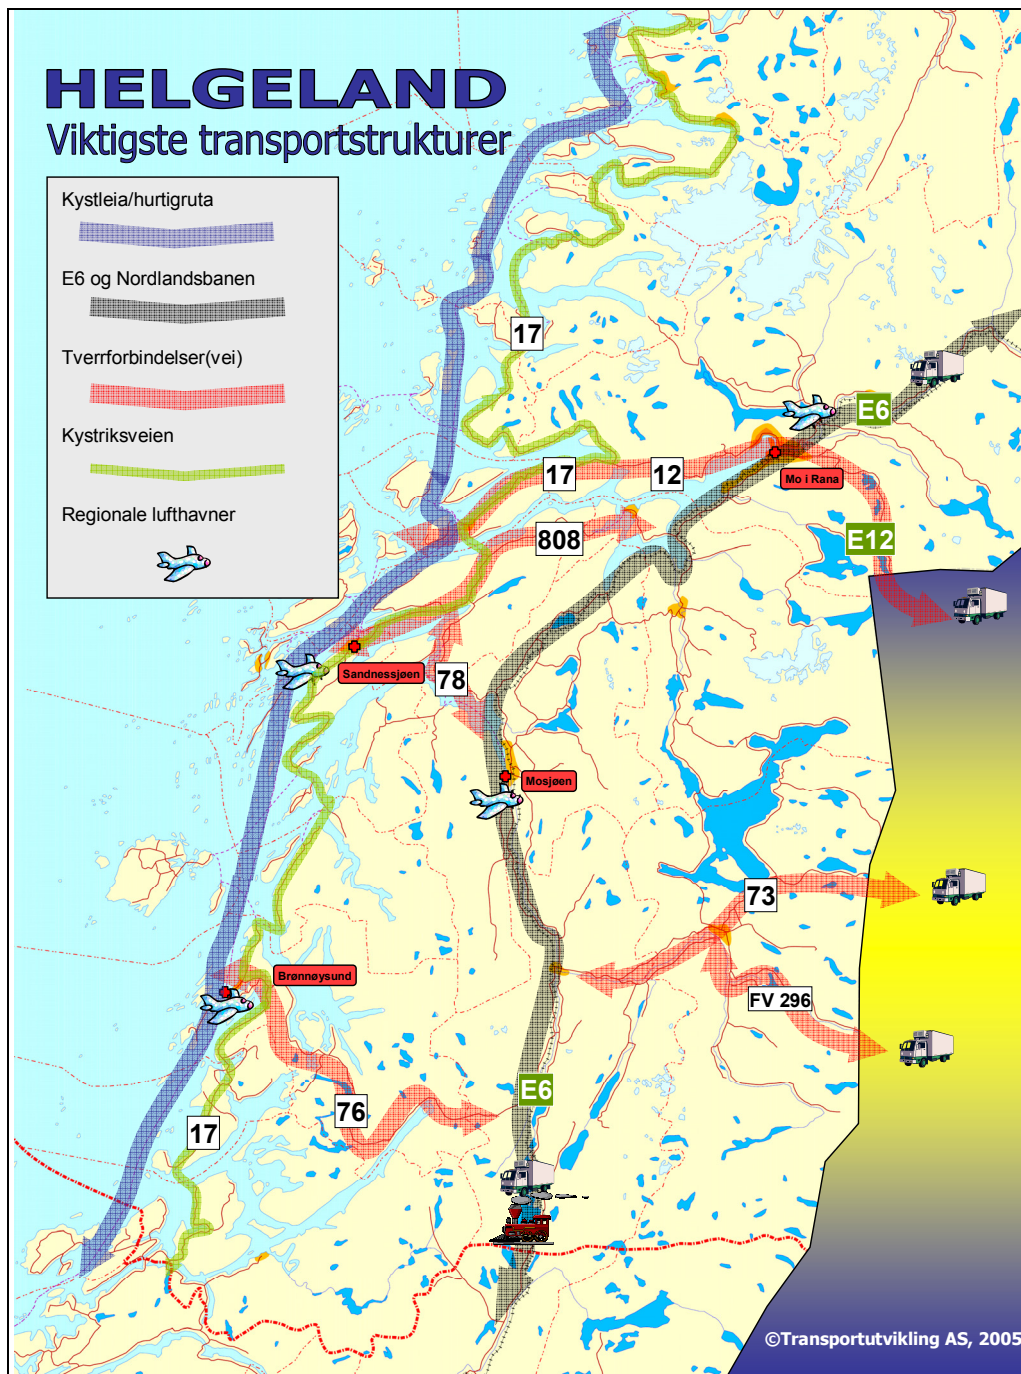 HELGELAND
Viktigste transportstrukturer
Kystleia/hurtigruta
E6 og Nordlandsbanen
Tverrforbindelser(vei)
Kystriksveien
Regionale lufthavner
17
E6
17
12
Mo i Rana
808
E12
Sandnessjøen
78
Mosjøen
73
Brønnøysund
FV 296
E6
76
17
©Transportutvikling AS, 2005